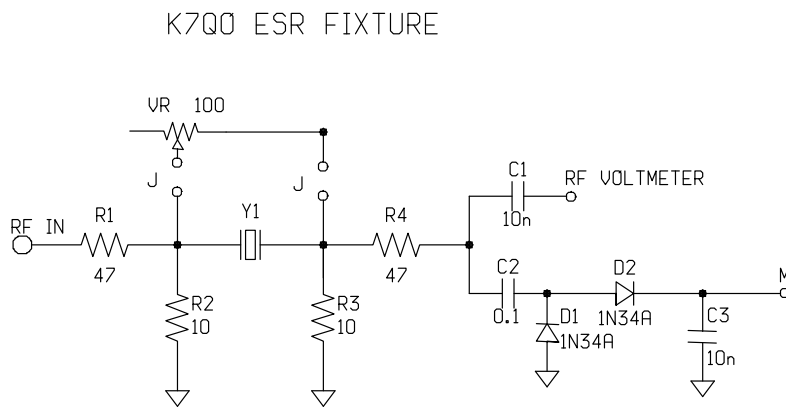 K7QO ESR FIXTURE
VR 100
J
J
C1
RF VOLTMETER
10n
RF IN
R1
Y1
R4
47
47
C2
D2
M
R2
10
R3
10
0.1
D1
1N34A
1N34A
C3
10n